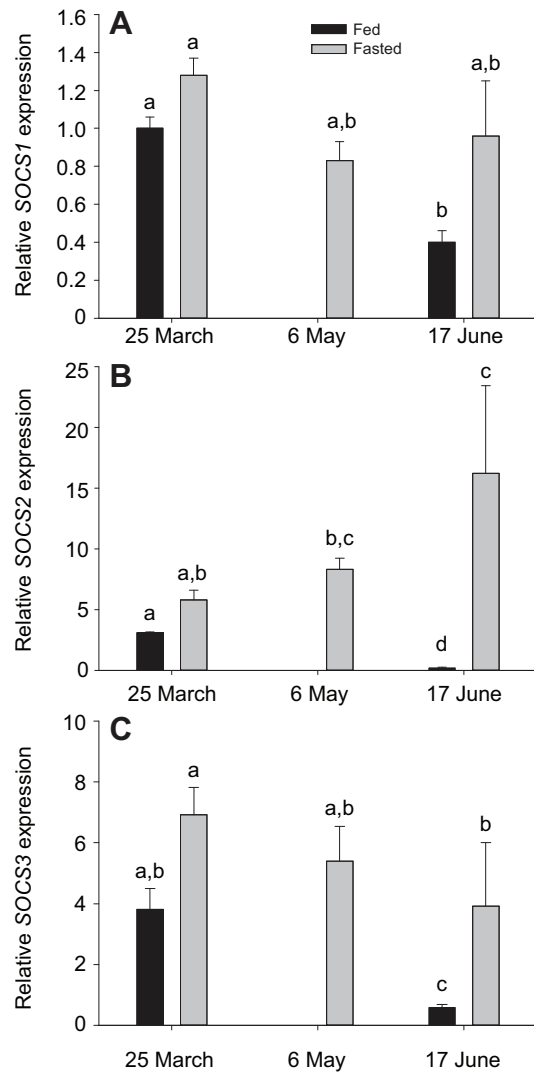 A
Relative SOCS1 expression
1.6
1.4
1.2
1.0
0.8
0.6
0.4
0.2
0
Fed
Fasted
a
a
a,b
b
a,b
25 March
6 May
17 June
B
Relative SOCS2 expression
25
20
15
10
5
0
a
a,b
b,c
d
c
25 March
6 May
17 June
C
Relative SOCS3 expression
10
8
6
4
2
0
a,b
a
a,b
c
b
25 March
6 May
17 June